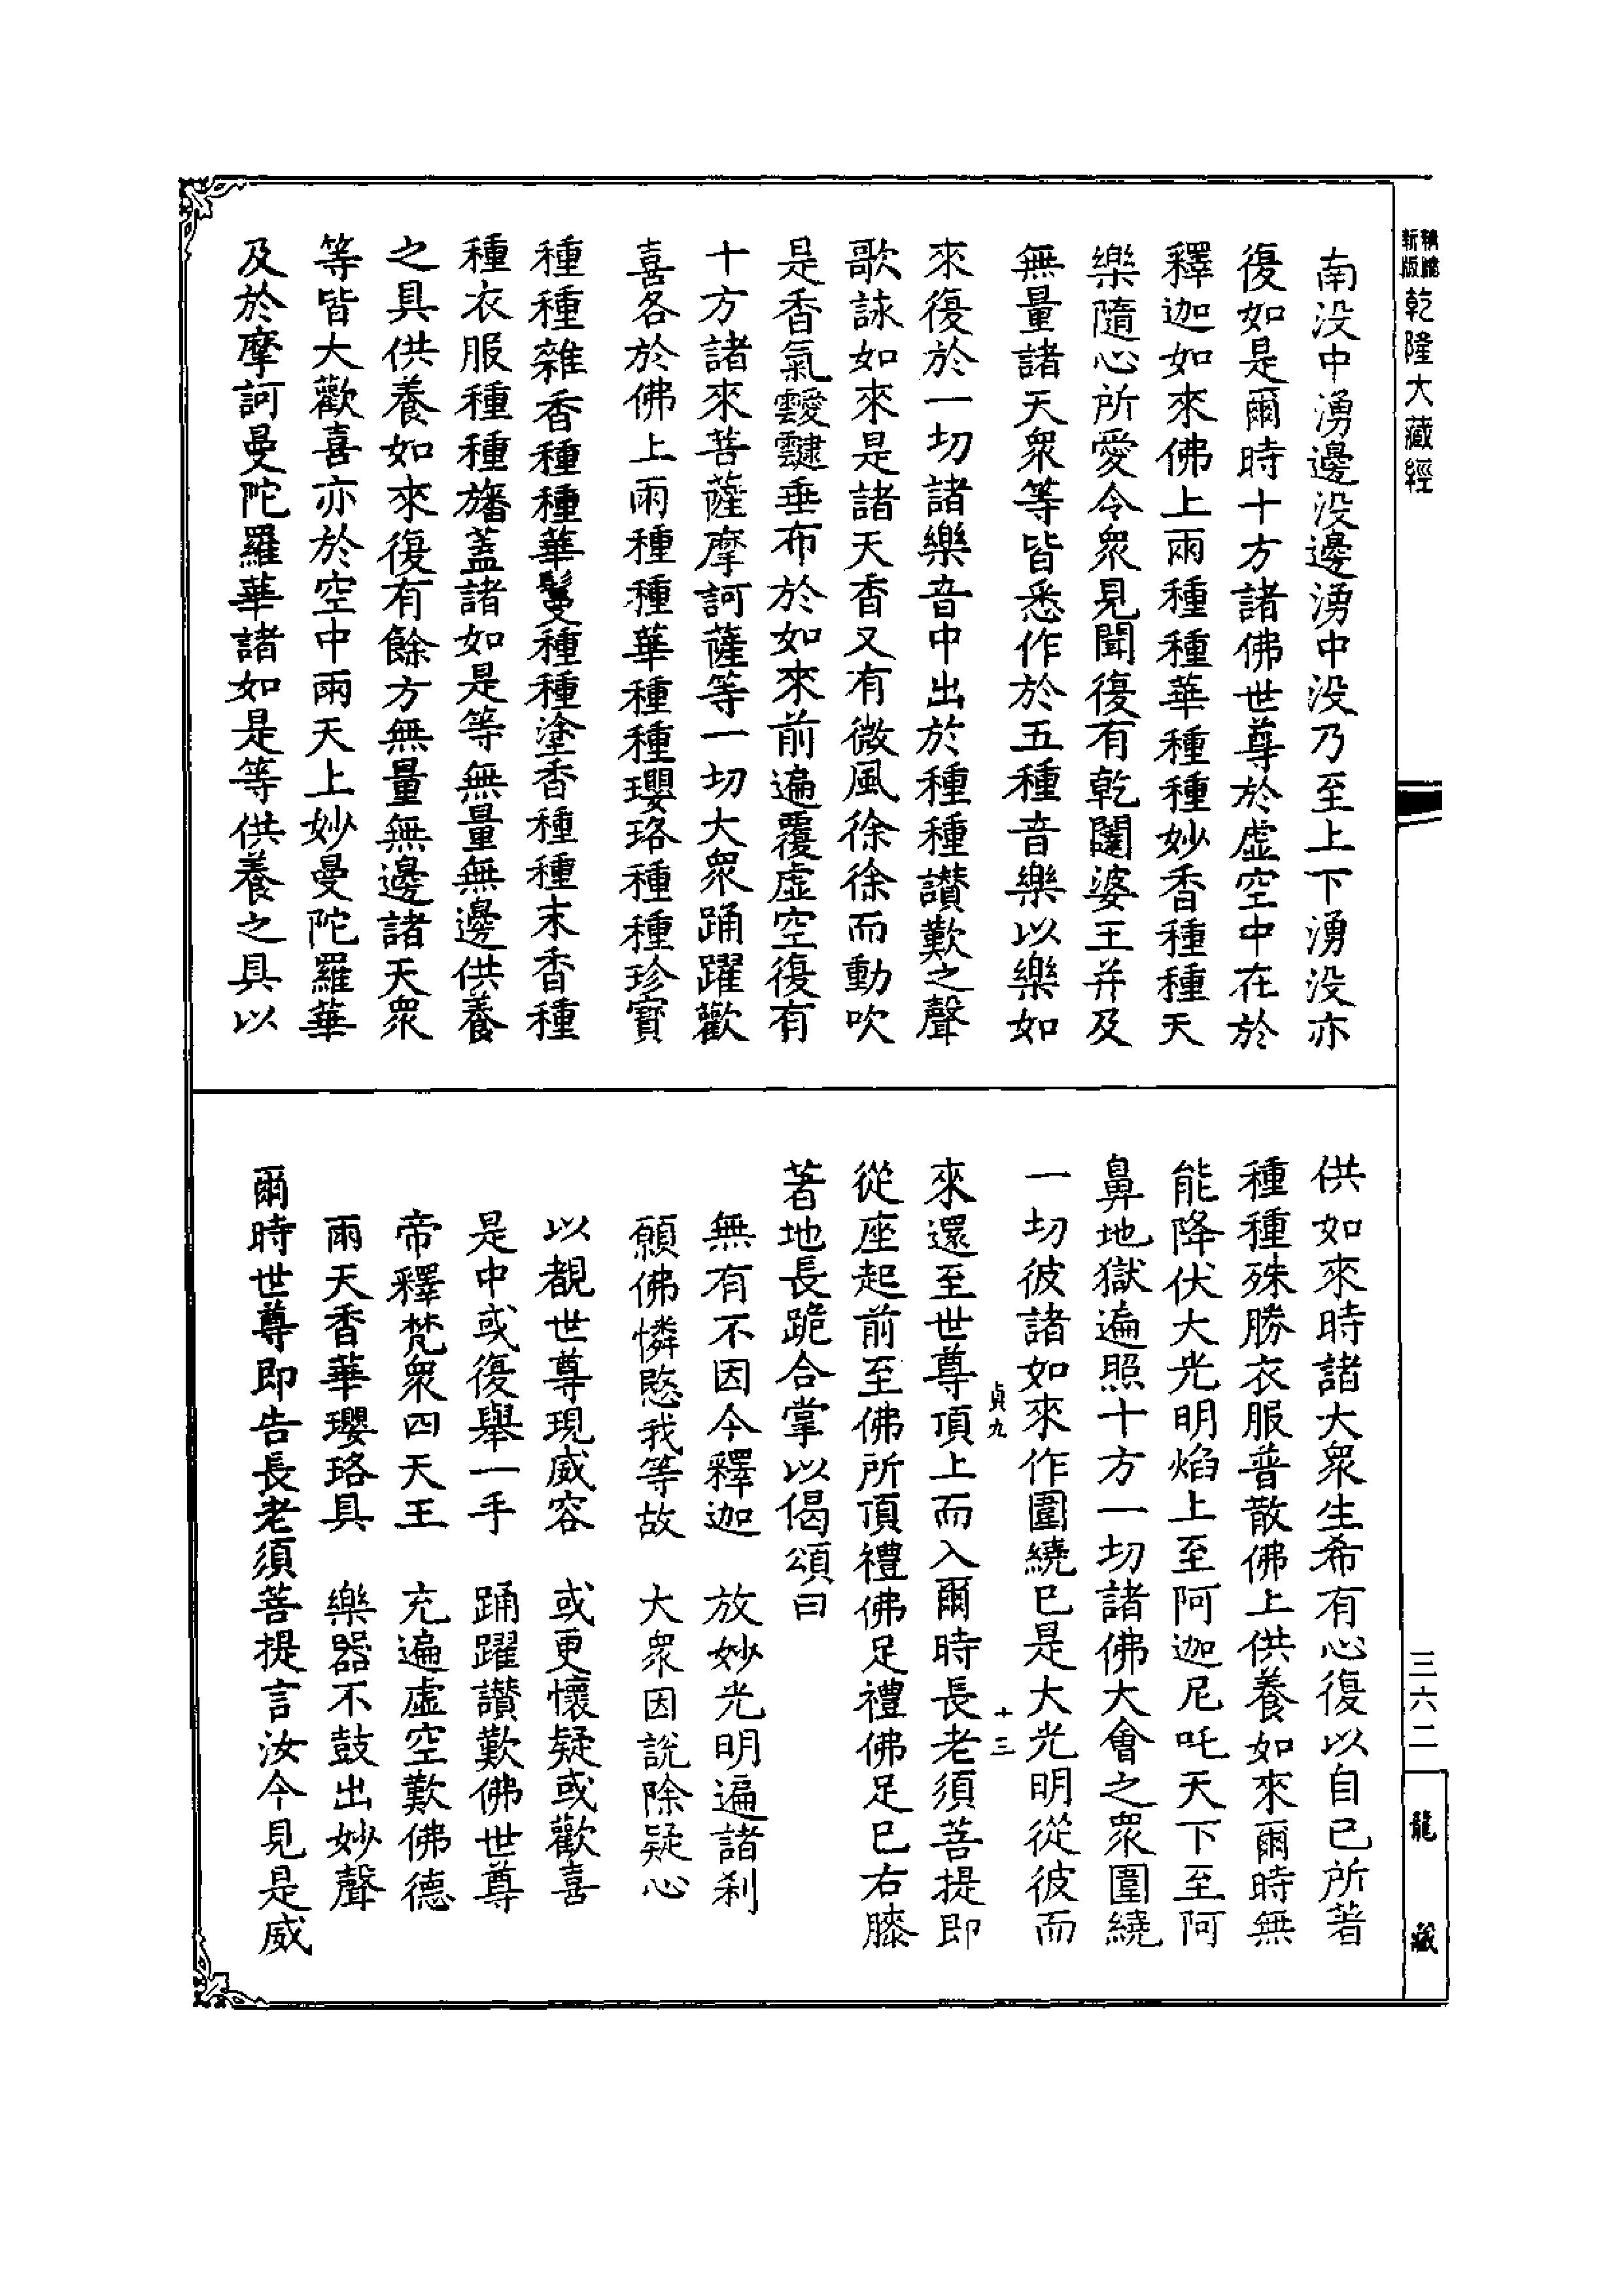 新版 精縮 乾隆大藏經
南没中湧邊没邊湧中没乃至上下湧没亦
復如是爾時十方諸佛世尊於虚空中在於
釋迦如來佛上雨種種華種種妙香種種天
樂隨心所愛令衆見聞復有乾闥婆王并及
無量諸天衆等皆悉作於五種音樂以樂如
來復於一切諸樂音中出於種種讃歎之聲
歌詠如來是諸天香又有微風徐徐而動吹
是香氣靉靆垂布於如來前遍覆虚空復有
十方諸來菩薩摩訶薩等一切大衆踊躍歡
喜各於佛上雨種種華種種瓔珞種種珍寳
種種雜香種種華鬘種種塗香種種末香種
種衣服種種旛蓋諸如是等無量無邊供養
之具供養如來復有餘方無量無邊諸天衆
等皆大歡喜亦於空中雨天上妙曼陀羅華
及於摩訶曼陀羅華諸如是等供養之具以
供如來時諸大衆生希有心復以自已所著
種種殊勝衣服普散佛上供養如來爾時無
能降伏大光明焰上至阿迦尼吒天下至阿
鼻地獄遍照十方一切諸佛大會之衆圍繞
一切彼諸如來作圍繞已是大光明從彼而
貞九 十三
來還至世尊頂上而入爾時長老須菩提即
從座起前至佛所頂禮佛足禮佛足已右膝
著地長跪合掌以偈頌曰
無有不因今釋迦 放妙光明遍諸刹
願佛憐愍我等故 大衆因説除疑心
以覩世尊現威容 或更懷疑或歡喜
是中或復舉一手 踊躍讃歎佛世尊
帝釋梵衆四天王 充遍虚空歎佛德
雨天香華瓔珞具 樂器不鼓出妙聲
爾時世尊即告長老須菩提言汝今見是威
三六二
龍藏